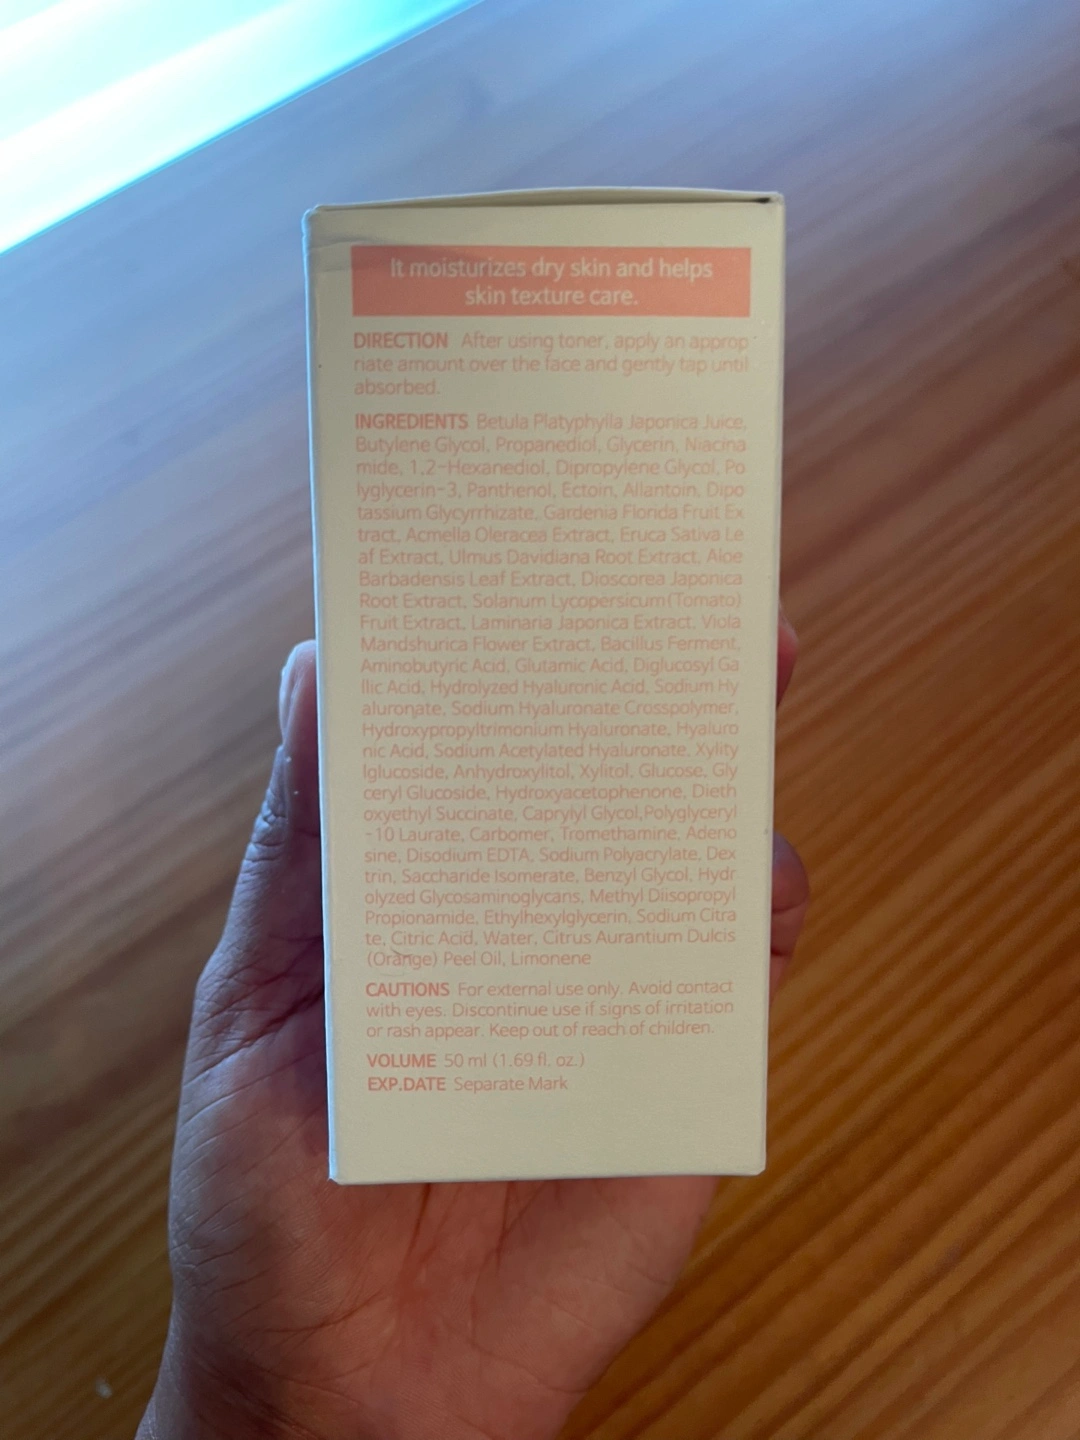 It moisturizes dry skin and helps
skin texture care.
DIRECTION After using toner, apply an approp
riate amount over the face and gently tap until
absorbed.
INGREDIENTS Betula Platyphylla Japonica Juice,
Butylene Glycol, Propanediol, Glycerin, Niacina
mide, 1,2-Hexanediol, Dipropylene Glycol, Po
lyglycerin-3, Panthenol, Ectoin, Allantoin, Dipo
tassium Glycyrrhizate, Gardenia Florida Fruit Ex
tract, Acmella Oleracea Extract, Eruca Sativa Le
af Extract, Ulmus Davidiana Root Extract, Aloe
Barbadensis Leaf Extract, Dioscorea Japonica
Root Extract, Solanum Lycopersicum(Tomato)
Fruit Extract, Laminaria Japonica Extract, Viola
Mandshurica Flower Extract, Bacillus Ferment,
Aminobutyric Acid, Glutamic Acid, Diglucosyl Ga
llic Acid, Hydrolyzed Hyaluronic Acid, Sodium Hy
aluronate, Sodium Hyaluronate Crosspolymer,
Hydroxypropyltrimonium Hyaluronate, Hyaluro
nic Acid, Sodium Acetylated Hyaluronate, Xylity
lglucoside, Anhydroxylitol, Xylitol, Glucose, Gly
ceryl Glucoside, Hydroxyacetophenone, Dieth
oxyethyl Succinate, Caprylyl Glycol,Polyglyceryl
-10 Laurate, Carbomer, Tromethamine, Adeno
sine, Disodium EDTA, Sodium Polyacrylate, Dex
trin, Saccharide Isomerate, Benzyl Glycol, Hydr
olyzed Glycosaminoglycans, Methyl Diisopropyl
Propionamide, Ethylhexylglycerin, Sodium Citra
te, Citric Acid, Water, Citrus Aurantium Dulcis
(Orange) Peel Oil, Limonene
CAUTIONS For external use only. Avoid contact
with eyes. Discontinue use if signs of irritation
or rash appear. Keep out of reach of children.
VOLUME 50 ml (1.69 fl. oz.)
EXP.DATE Separate Mark